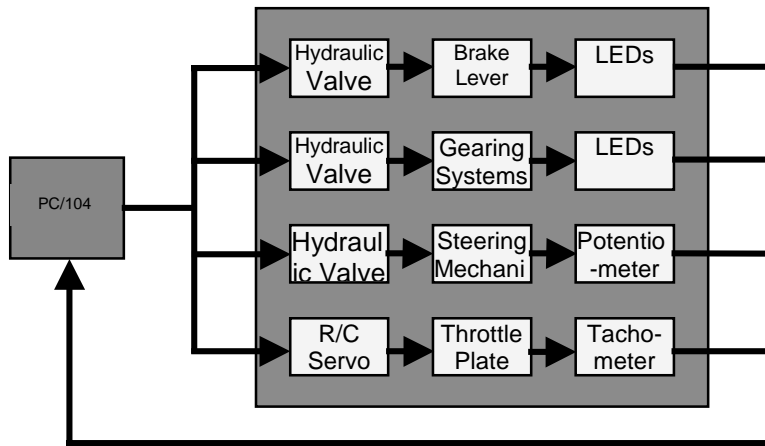 Hydraulic
Valve
Brake
Lever
LEDs
Hydraulic
Valve
Gearing
Systems
LEDs
PC/104
Hydraul
ic Valve
Steering
Mechani
Potentio
-meter
R/C
Servo
Throttle
Plate
Tacho-
meter